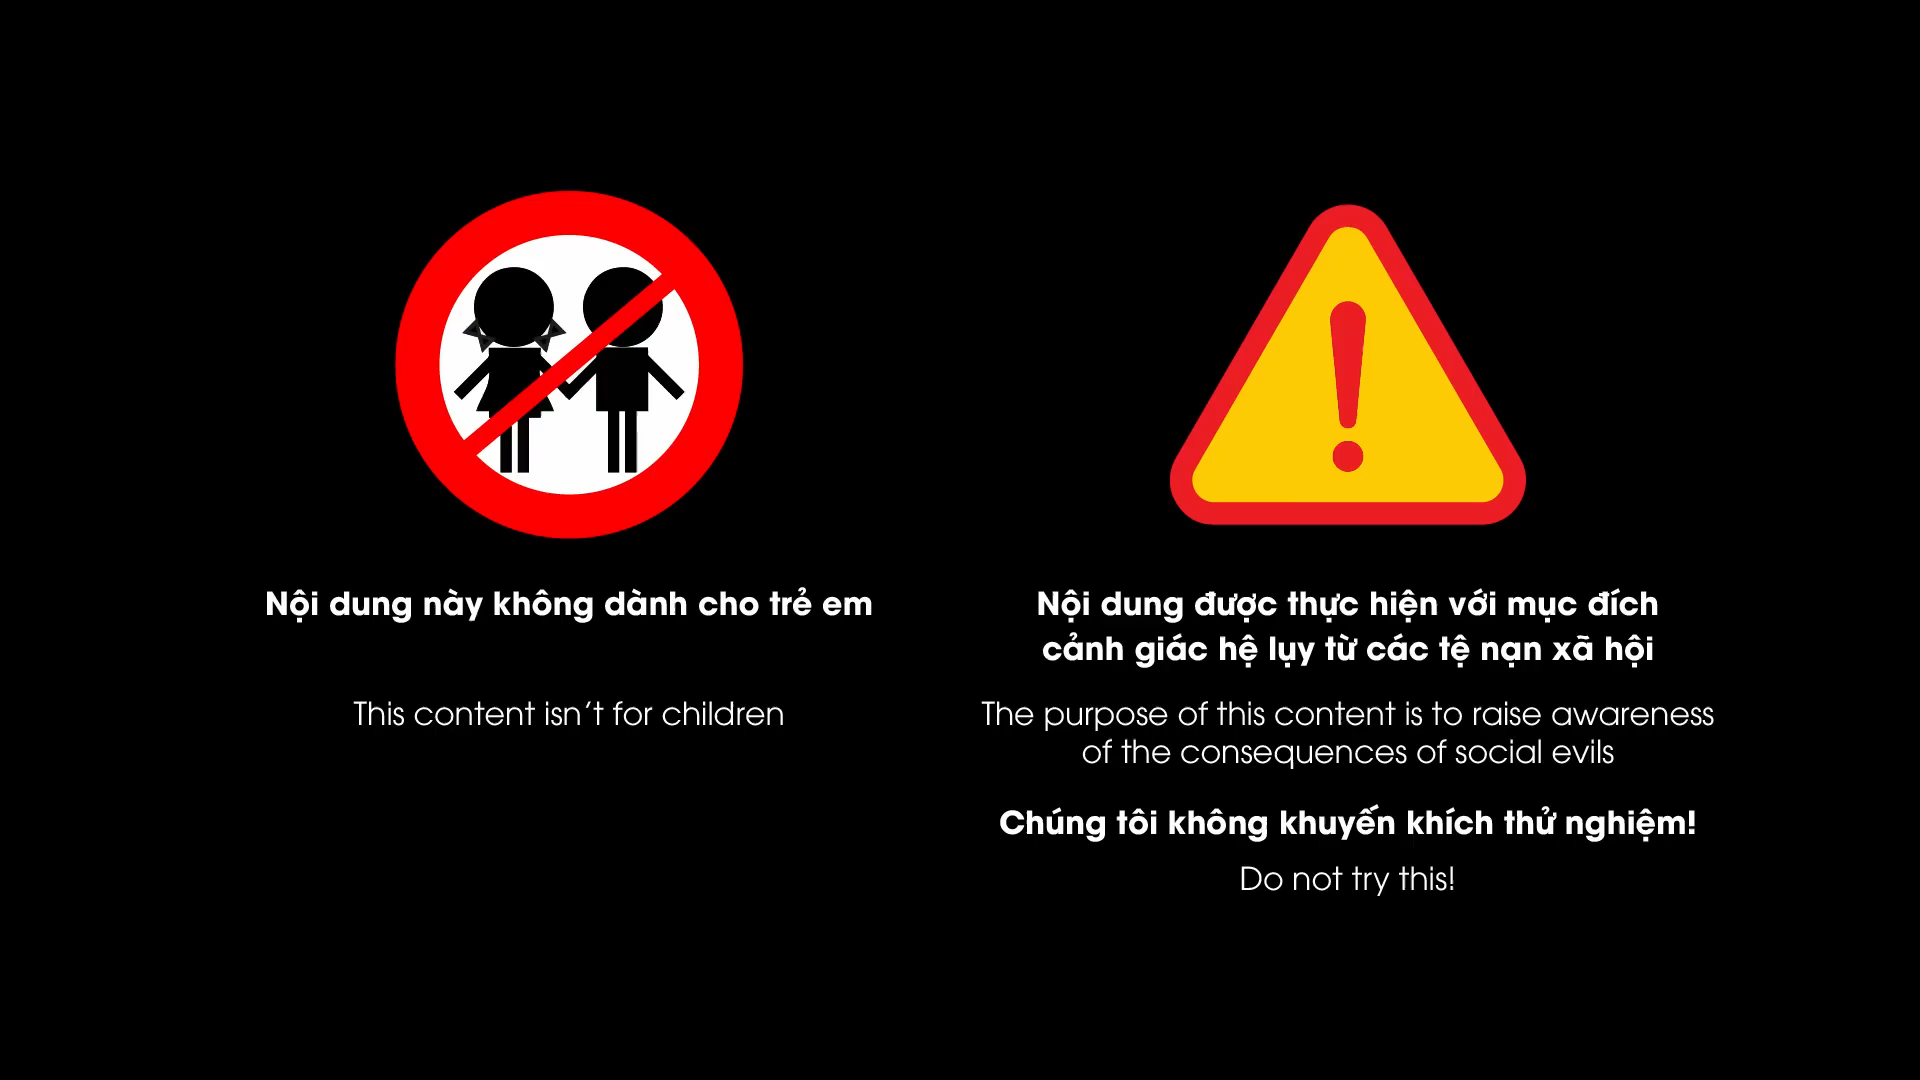 Nội dung này không dành cho trẻ em
This content isn't for children
Nội dung được thực hiện với mục đích
cảnh giác hệ lụy từ các tệ nạn xã hội
The purpose of this content is to raise awareness
of the consequences of social evils
Chúng tôi không khuyến khích thử nghiệm!
Do not try this!